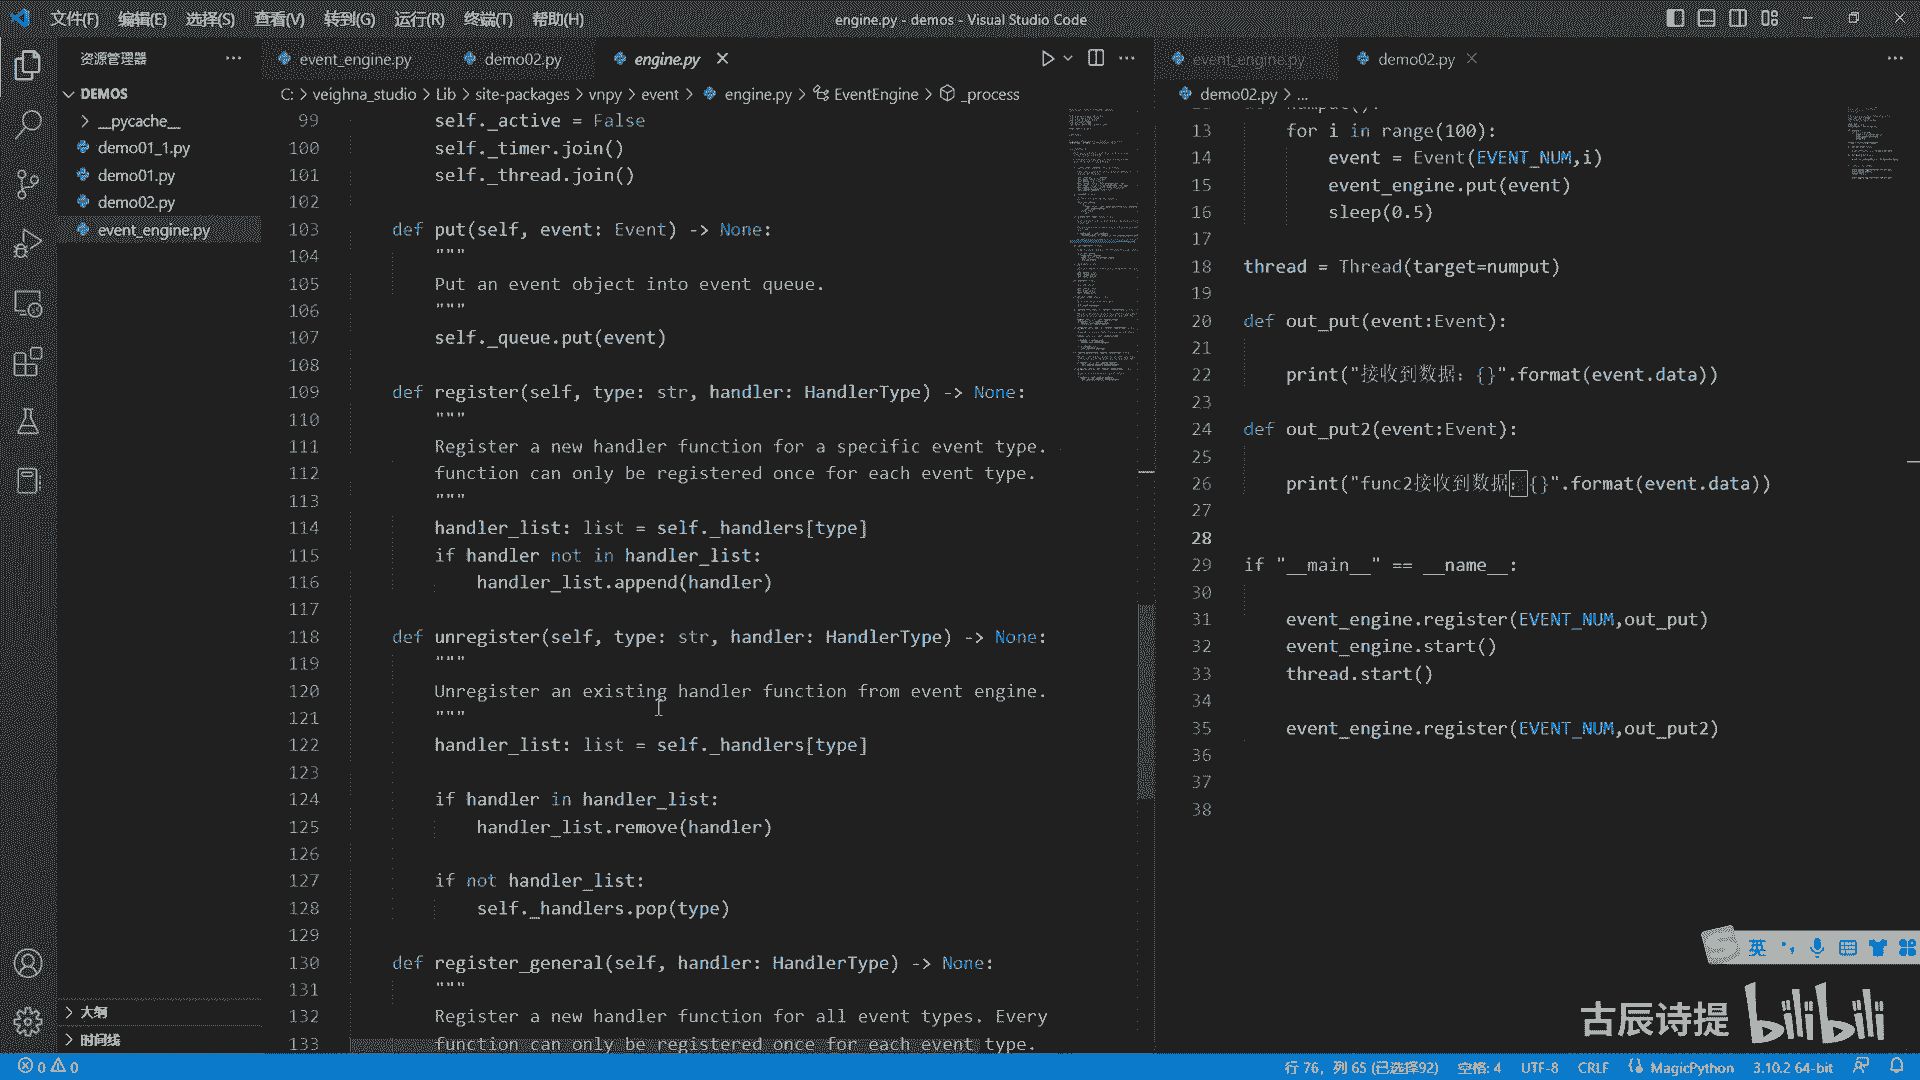 文件(F) 编辑(E) 选择(S) 查看(V) 转到(G) 运行(R) 终端(T) 帮助(H)
engine.py - demos - Visual Studio Code
资源管理器
DEMOS
__pycache__
demo01_1.py
demo01.py
demo02.py
event_engine.py
大纲
时间线
event_engine.py demo02.py engine.py
C: > veighna_studio > Lib > site-packages > vnpy > event > engine.py > EventEngine > _process
99 self._active = False
100 self._timer.join()
101 self._thread.join()
102
103 def put(self, event: Event) -> None:
104 """
105 Put an event object into event queue.
106 """
107 self._queue.put(event)
108
109 def register(self, type: str, handler: HandlerType) -> None:
110 """
111 Register a new handler function for a specific event type.
112 function can only be registered once for each event type.
113 """
114 handler_list: list = self._handlers[type]
115 if handler not in handler_list:
116 handler_list.append(handler)
117
118 def unregister(self, type: str, handler: HandlerType) -> None:
119 """
120 Unregister an existing handler function from event engine.
121 """
122 handler_list: list = self._handlers[type]
123
124 if handler in handler_list:
125 handler_list.remove(handler)
126
127 if not handler_list:
128 self._handlers.pop(type)
129
130 def register_general(self, handler: HandlerType) -> None:
131 """
132 Register a new handler function for all event types. Every
133 function can only be registered once for each event type.
event_engine.py demo02.py
demo02.py > ...
13 for i in range(100):
14 event = Event(EVENT_NUM,i)
15 event_engine.put(event)
16 sleep(0.5)
17
18 thread = Thread(target=numput)
19
20 def out_put(event:Event):
21
22 print("接收到数据：{}".format(event.data))
23
24 def out_put2(event:Event):
25
26 print("func2接收到数据：{}".format(event.data))
27
28
29 if "__main__" == __name__:
30
31 event_engine.register(EVENT_NUM,out_put)
32 event_engine.start()
33 thread.start()
34
35 event_engine.register(EVENT_NUM,out_put2)
36
37
38
英
古辰诗提 bilibili
0 0
行 76，列 65 (已选择92) 空格: 4 UTF-8 CRLF MagicPython 3.10.2 64-bit